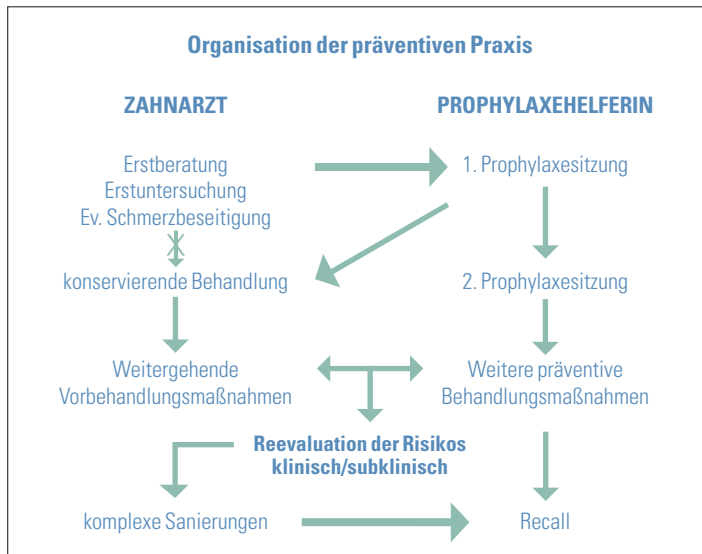 Organisation der präventiven Praxis
ZAHNARZT
PROPHYLAXEHELFERIN
Erstberatung
Erstuntersuchung
Ev. Schmerzbeseitigung
1. Prophylaxesitzung
konservierende Behandlung
2. Prophylaxesitzung
Weitergehende
Vorbehandlungsmaßnahmen
Weitere präventive
Behandlungsmaßnahmen
Reevaluation der Risikos
klinisch/subklinisch
komplexe Sanierungen
Recall